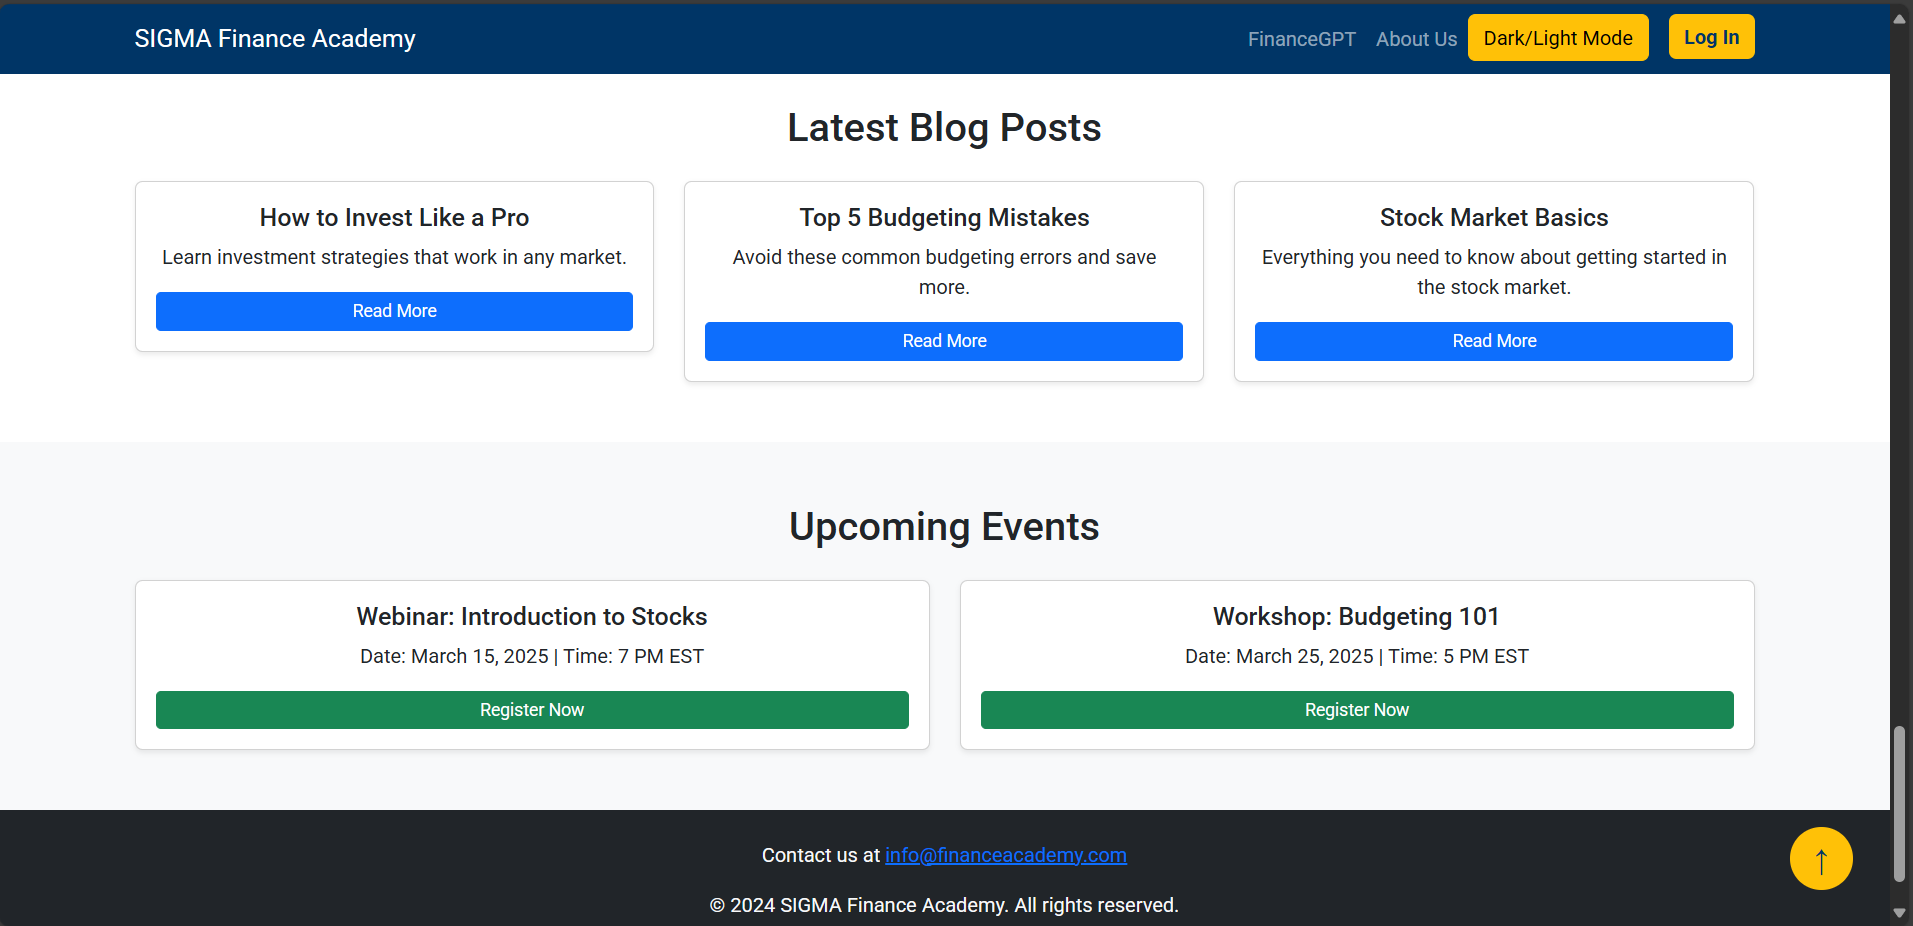 SIGMA Finance Academy
FinanceGPT
About Us
Dark/Light Mode
Log In
Latest Blog Posts
How to Invest Like a Pro
Learn investment strategies that work in any market.
Read More
Top 5 Budgeting Mistakes
Avoid these common budgeting errors and save
more.
Read More
Stock Market Basics
Everything you need to know about getting started in
the stock market.
Read More
Upcoming Events
Webinar: Introduction to Stocks
Date: March 15, 2025 | Time: 7 PM EST
Register Now
Workshop: Budgeting 101
Date: March 25, 2025 | Time: 5 PM EST
Register Now
Contact us at info@financeacademy.com
© 2024 SIGMA Finance Academy. All rights reserved.
↑